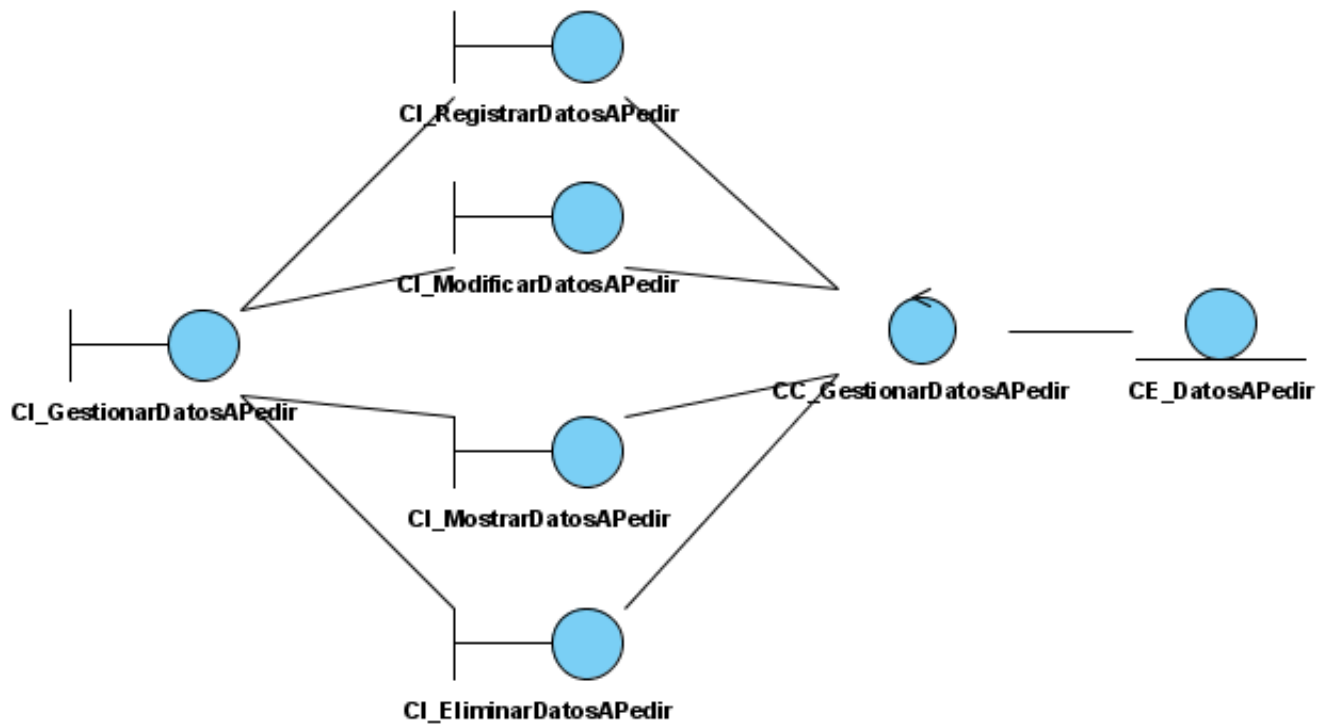 CI_RegistrarDatosAPedir
CI_ModificarDatosAPedir
CI_GestionarDatosAPedir
CC_GestionarDatosAPedir
CE_DatosAPedir
CI_MostrarDatosAPedir
CI_EliminarDatosAPedir